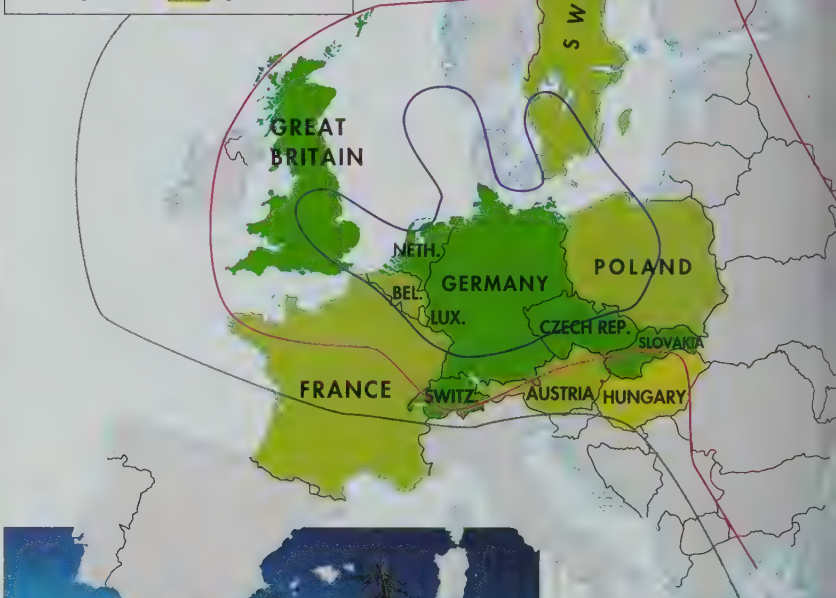 S W
GREAT
BRITAIN
NETH.
GERMANY
POLAND
BEL.
LUX.
CZECH REP.
SLOVAKIA
FRANCE
SWITZ.
AUSTRIA
HUNGARY